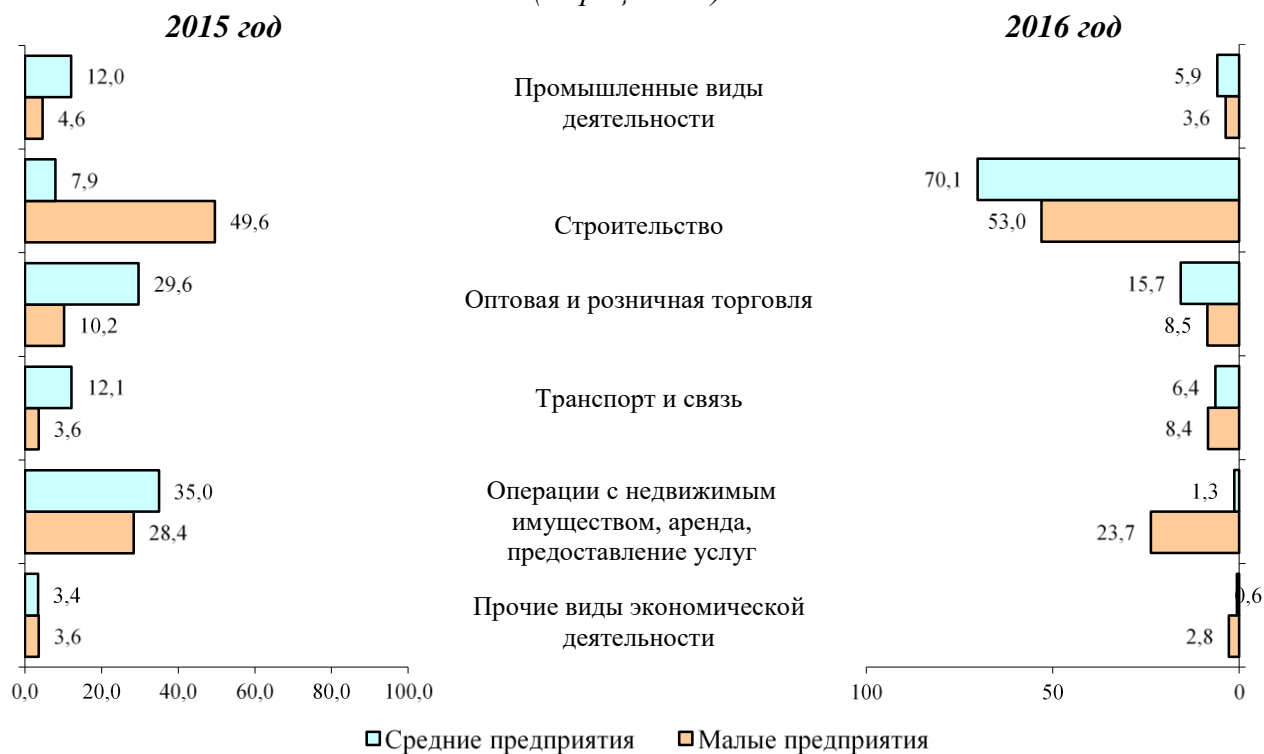 2015 год
2016 год
12,0
4,6
Промышленные виды
деятельности
5,9
3,6
7,9
49,6
Строительство
70,1
53,0
29,6
10,2
Оптовая и розничная торговля
15,7
8,5
12,1
3,6
Транспорт и связь
6,4
8,4
35,0
28,4
Операции с недвижимым
имуществом, аренда,
предоставление услуг
1,3
23,7
3,4
3,6
Прочие виды экономической
деятельности
0,6
2,8
0,0 20,0 40,0 60,0 80,0 100,0
100 50 0
Средние предприятия Малые предприятия